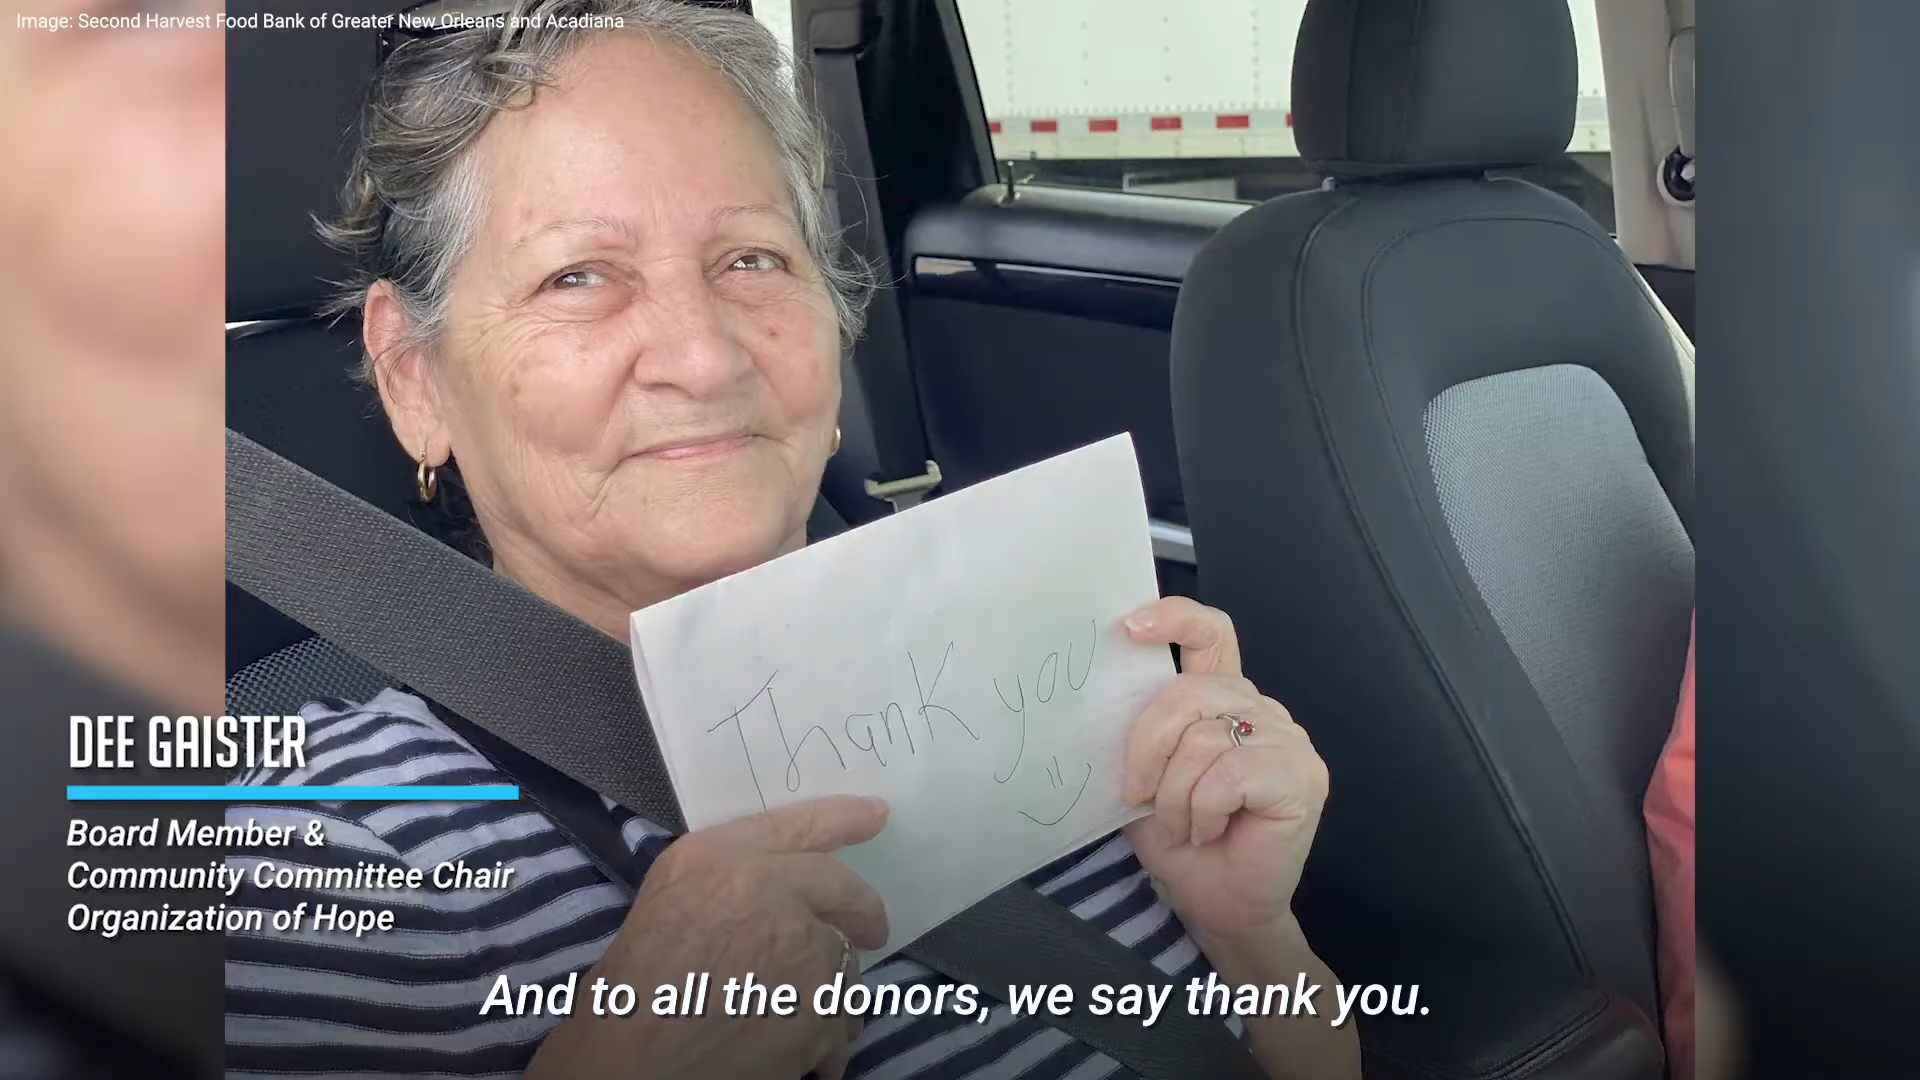 Image: Second Harvest Food Bank of Greater New Orleans and Acadiana
Thank you
DEE GAISTER
Board Member &
Community Committee Chair
Organization of Hope
And to all the donors, we say thank you.